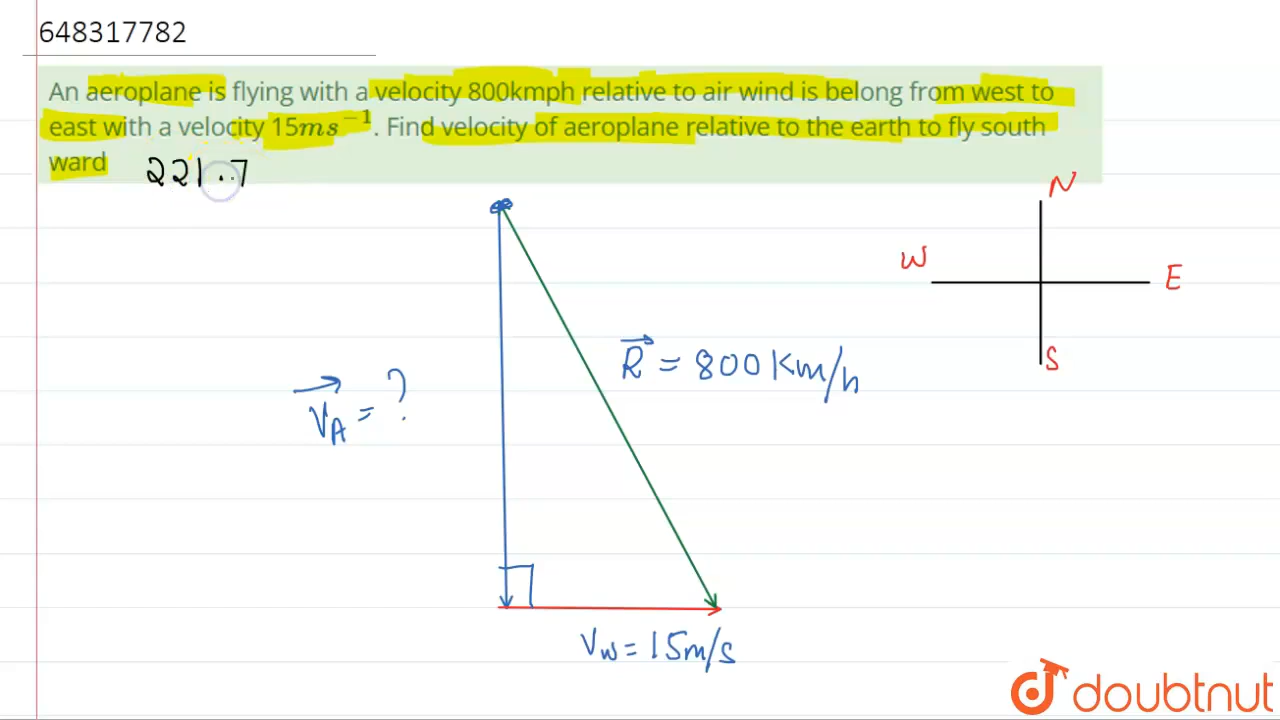 648317782
An aeroplane is flying with a velocity 800kmph relative to air wind is belong from west to
east with a velocity 15ms⁻¹. Find velocity of aeroplane relative to the earth to fly south
ward
221.7
N
W
E
S
R⃗ = 800 Km/h
V⃗_A = ?
V_W = 15m/s
doubtnut